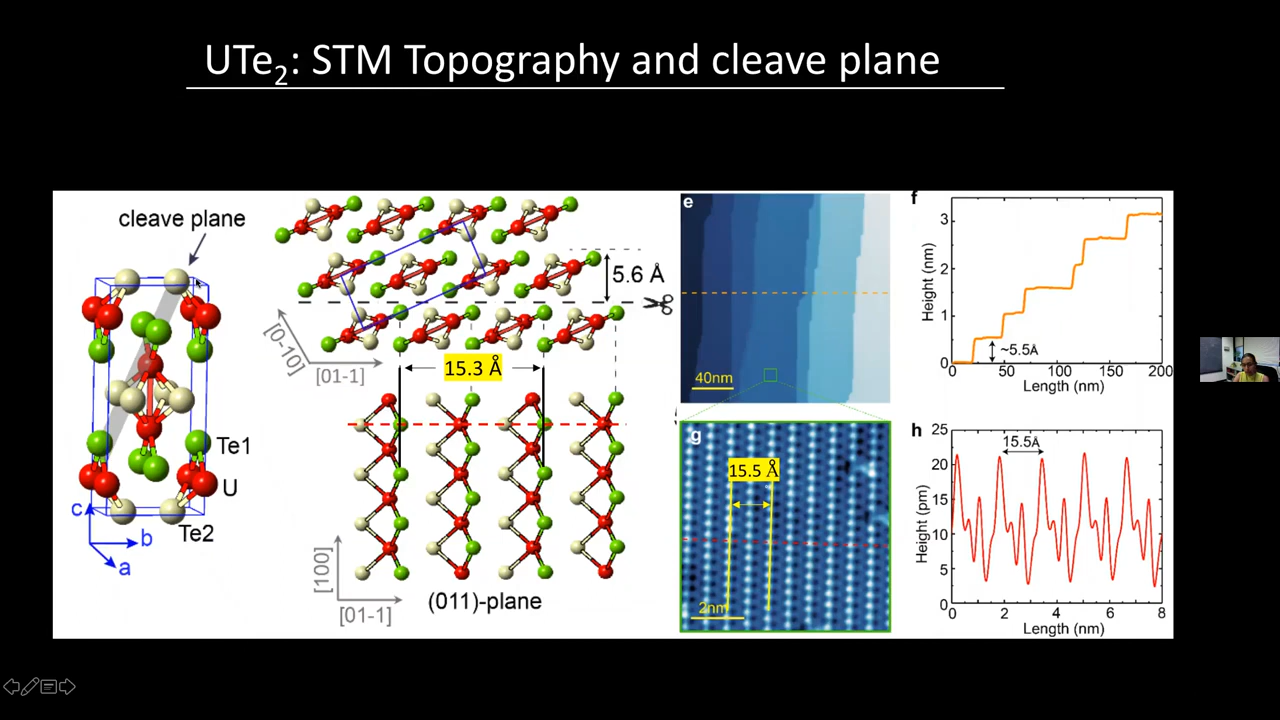 UTe2: STM Topography and cleave plane
cleave plane
Te1
U
Te2
c
b
a
5.6 Å
[0-10]
[01-1]
15.3 Å
[100]
[01-1]
(011)-plane
e
40nm
g
15.5 Å
2nm
f
Height (nm)
3
2
1
0
~5.5Å
0 50 100 150 200
Length (nm)
h
Height (pm)
25
20
15
10
5
0
15.5Å
0 2 4 6 8
Length (nm)